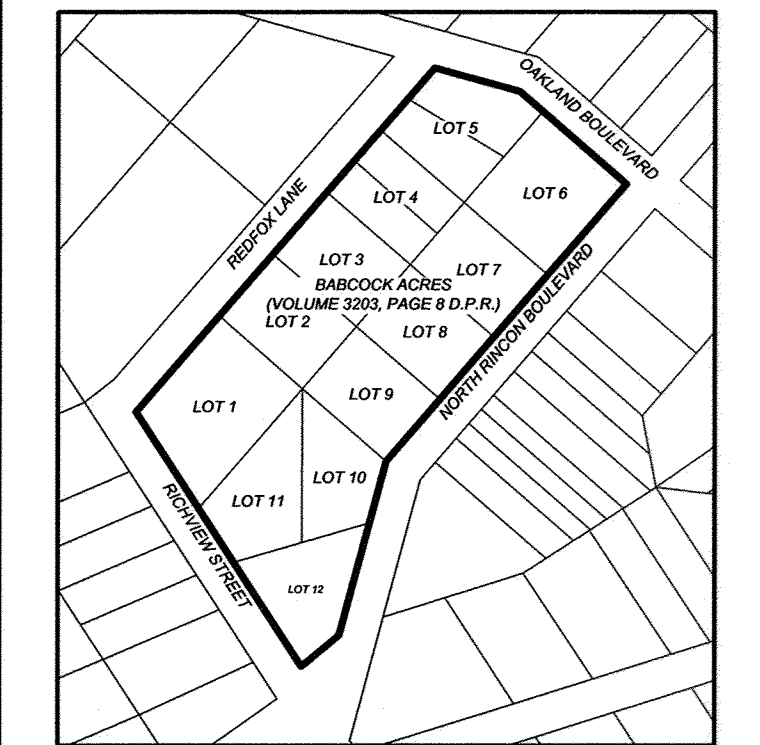 OAKLAND BOULEVARD
LOT 5
LOT 6
LOT 4
REDFOX LANE
LOT 3
LOT 7
BABCOCK ACRES
(VOLUME 3203, PAGE 8 D.P.R.)
LOT 2
LOT 8
NORTH RINCON BOULEVARD
LOT 9
LOT 1
LOT 10
LOT 11
RICHVIEW STREET
LOT 12